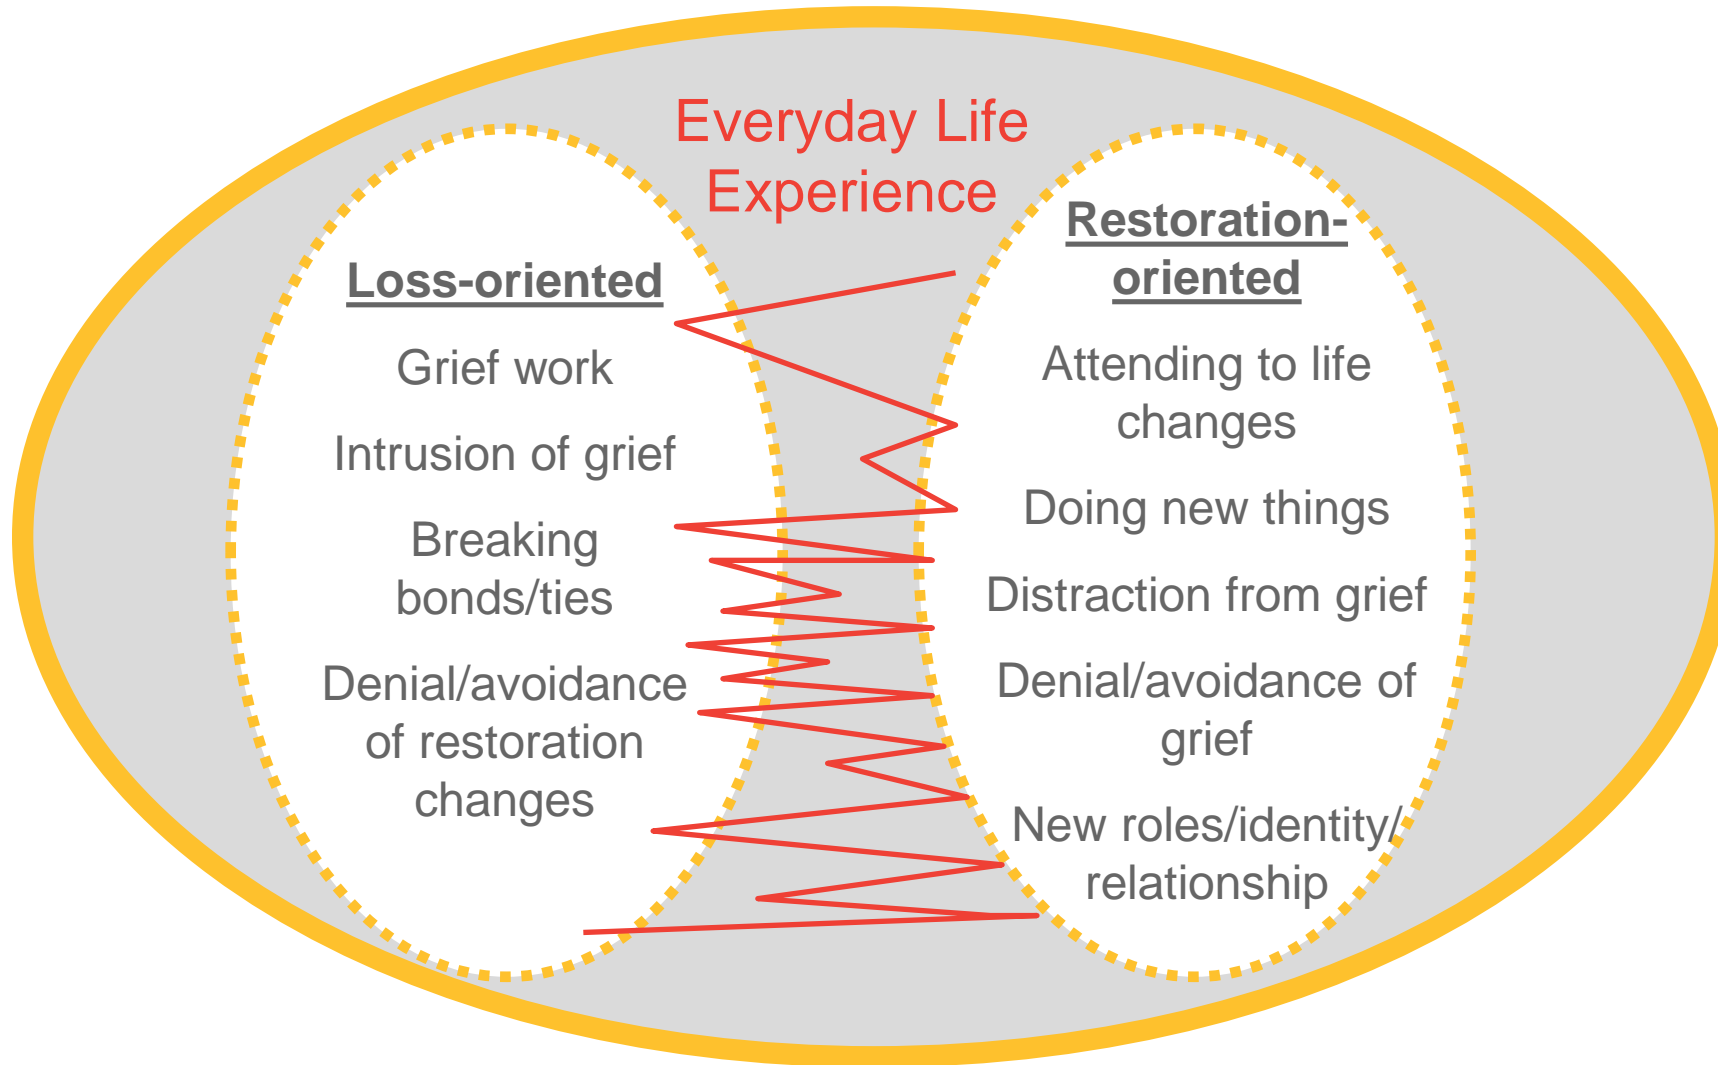 Everyday Life
Experience
Loss-oriented
Grief work
Intrusion of grief
Breaking
bonds/ties
Denial/avoidance
of restoration
changes
Restoration-
oriented
Attending to life
changes
Doing new things
Distraction from grief
Denial/avoidance of
grief
New roles/identity/
relationship